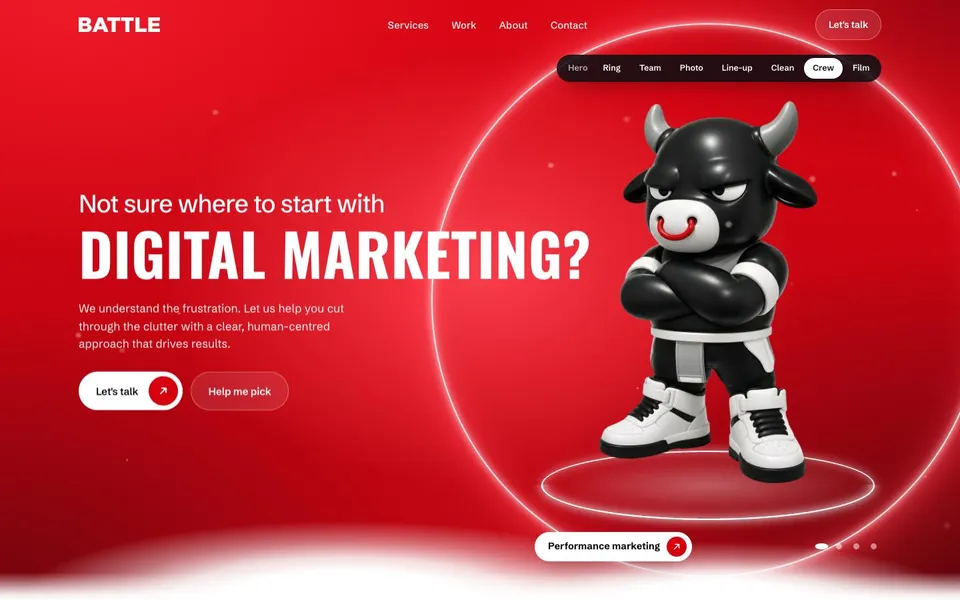 BATTLE
Services Work About Contact
Let's talk
Hero Ring Team Photo Line-up Clean Crew Film
Not sure where to start with
DIGITAL MARKETING?
We understand the frustration. Let us help you cut
through the clutter with a clear, human-centred
approach that drives results.
Let's talk
Help me pick
Performance marketing